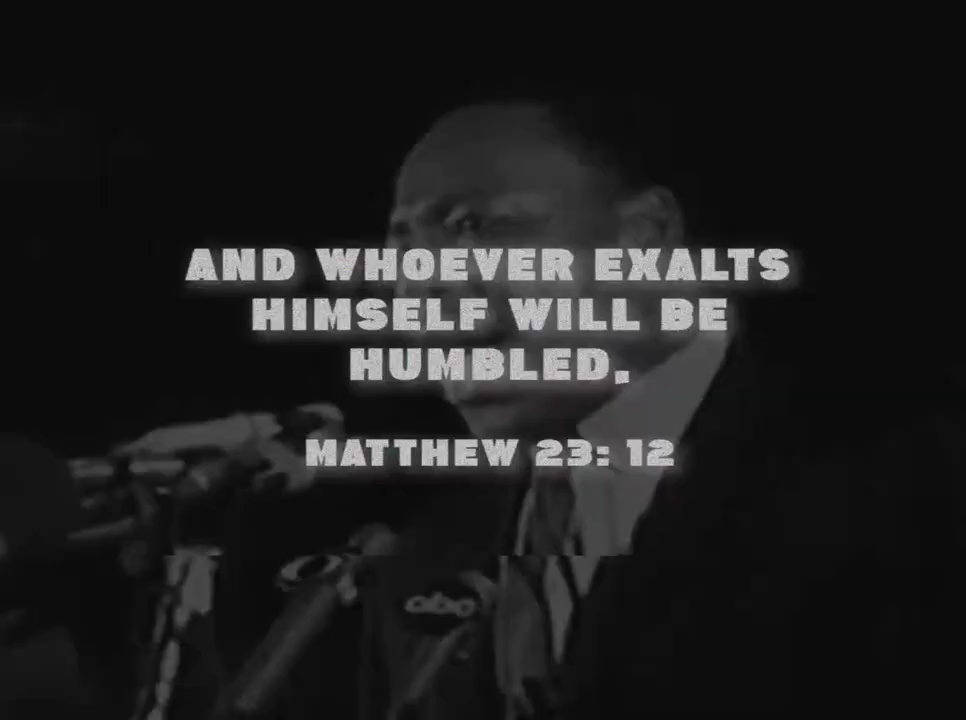 AND WHOEVER EXALTS
HIMSELF WILL BE
HUMBLED.
MATTHEW 23: 12
abc